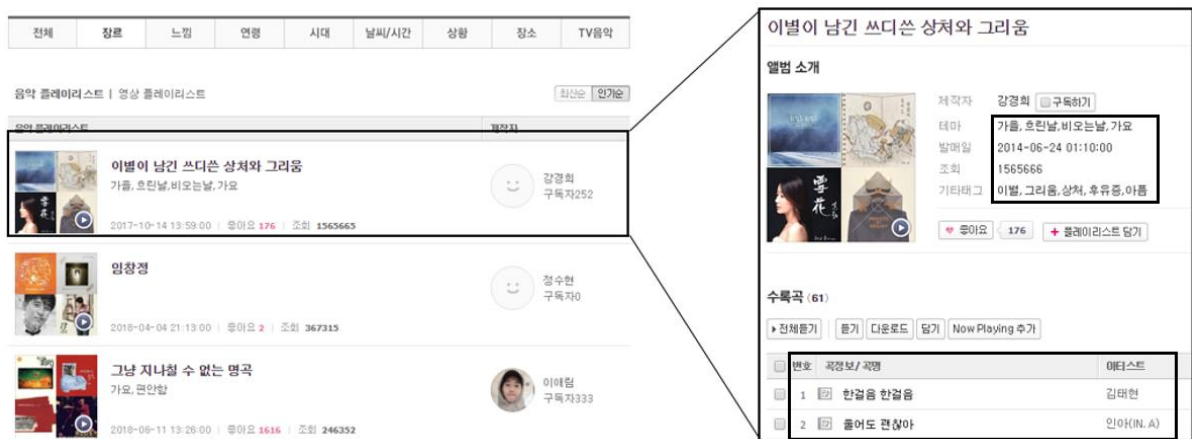 전체 장르 느낌 연령 시대 날씨/시간 상황 장소 TV음악
음악 플레이리스트 | 영상 플레이리스트
최신순 인기순
음악 플레이리스트 제작자
이별이 남긴 쓰디쓴 상처와 그리움
가을, 흐린날,비오는날,가요
2017-10-14 13:59:00 | 좋아요 176 | 조회 1565665
강경희
구독자252
임창정
2018-04-04 21:13:00 | 좋아요 2 | 조회 367315
정수현
구독자0
그냥 지나칠 수 없는 명곡
가요,편안함
2018-06-11 13:26:00 | 좋아요 1616 | 조회 246352
이애림
구독자333
이별이 남긴 쓰디쓴 상처와 그리움
앨범 소개
제작자 강경희 구독하기
테마 가을, 흐린날,비오는날,가요
발매일 2014-06-24 01:10:00
조회 1565666
기타태그 이별,그리움,상처,후유증,아픔
좋아요 176 + 플레이리스트 담기
雪花
수록곡 (61)
전체듣기 듣기 다운로드 담기 Now Playing 추가
번호 곡정보/곡명 아티스트
1 한걸음 한걸음 김태현
2 울어도 괜찮아 인아(IN.A)